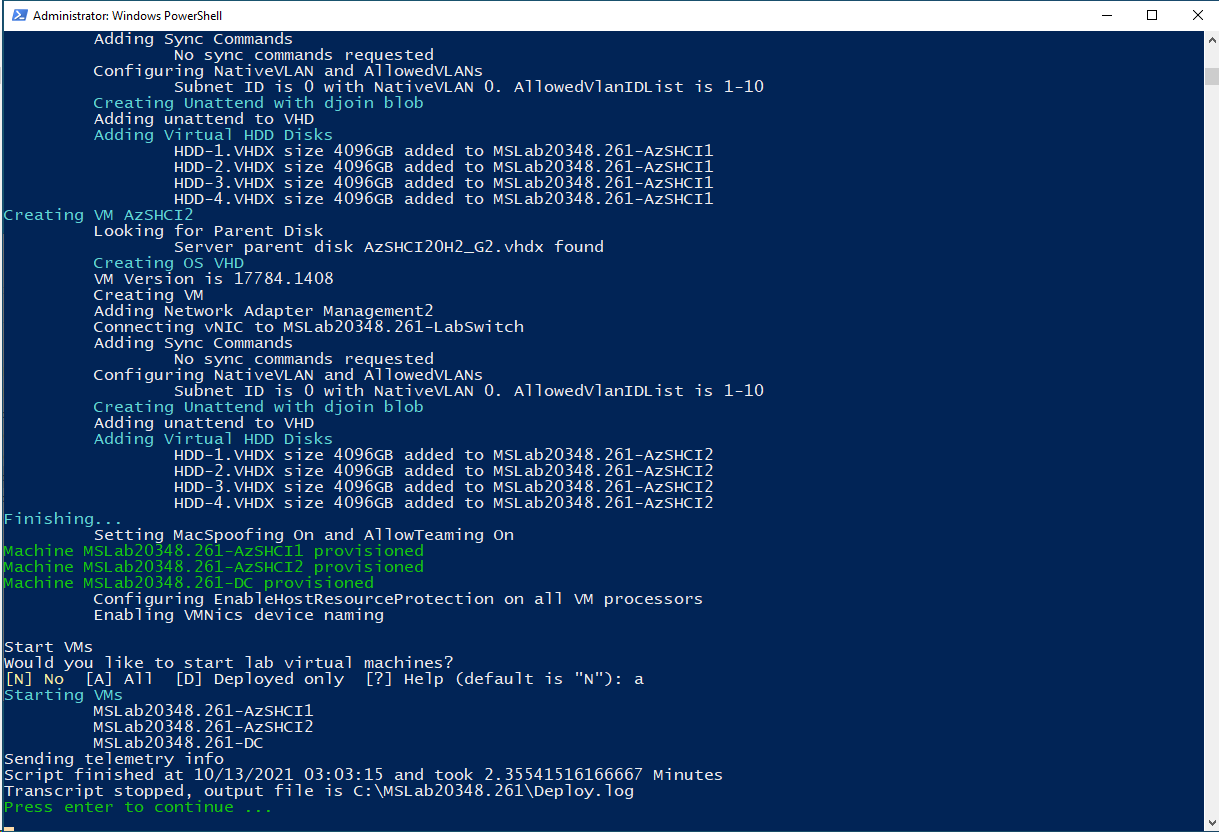 Administrator: Windows PowerShell
Adding Sync Commands
No sync commands requested
Configuring NativeVLAN and AllowedVLANs
Subnet ID is 0 with NativeVLAN 0. AllowedVlanIDList is 1-10
Creating Unattend with djoin blob
Adding unattend to VHD
Adding Virtual HDD Disks
HDD-1.VHDX size 4096GB added to MSLab20348.261-AzSHCI1
HDD-2.VHDX size 4096GB added to MSLab20348.261-AzSHCI1
HDD-3.VHDX size 4096GB added to MSLab20348.261-AzSHCI1
HDD-4.VHDX size 4096GB added to MSLab20348.261-AzSHCI1
Creating VM AzSHCI2
Looking for Parent Disk
Server parent disk AzSHCI20H2_G2.vhdx found
Creating OS VHD
VM Version is 17784.1408
Creating VM
Adding Network Adapter Management2
Connecting vNIC to MSLab20348.261-LabSwitch
Adding Sync Commands
No sync commands requested
Configuring NativeVLAN and AllowedVLANs
Subnet ID is 0 with NativeVLAN 0. AllowedVlanIDList is 1-10
Creating Unattend with djoin blob
Adding unattend to VHD
Adding Virtual HDD Disks
HDD-1.VHDX size 4096GB added to MSLab20348.261-AzSHCI2
HDD-2.VHDX size 4096GB added to MSLab20348.261-AzSHCI2
HDD-3.VHDX size 4096GB added to MSLab20348.261-AzSHCI2
HDD-4.VHDX size 4096GB added to MSLab20348.261-AzSHCI2
Finishing...
Setting MacSpoofing On and AllowTeaming On
Machine MSLab20348.261-AzSHCI1 provisioned
Machine MSLab20348.261-AzSHCI2 provisioned
Machine MSLab20348.261-DC provisioned
Configuring EnableHostResourceProtection on all VM processors
Enabling VMNics device naming
Start VMs
Would you like to start lab virtual machines?
[N] No  [A] All  [D] Deployed only  [?] Help (default is "N"): a
Starting VMs
MSLab20348.261-AzSHCI1
MSLab20348.261-AzSHCI2
MSLab20348.261-DC
Sending telemetry info
Script finished at 10/13/2021 03:03:15 and took 2.35541516166667 Minutes
Transcript stopped, output file is C:\MSLab20348.261\Deploy.log
Press enter to continue ...